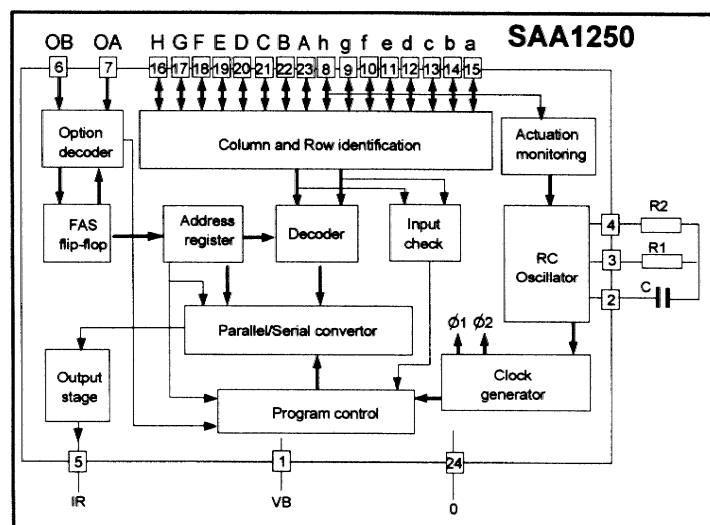 SAA1250
OB OA H G F E D C B A h g f e d c b a
6 7 16 17 18 19 20 21 22 23 8 9 10 11 12 13 14 15
Option
decoder
Column and Row identification
Actuation
monitoring
FAS
flip-flop
Address
register
Decoder
Input
check
RC
Oscillator
4 R2
3 R1
2 C
Parallel/Serial convertor
Ø1 Ø2
Output
stage
Clock
generator
Program control
5 1 24
IR VB 0